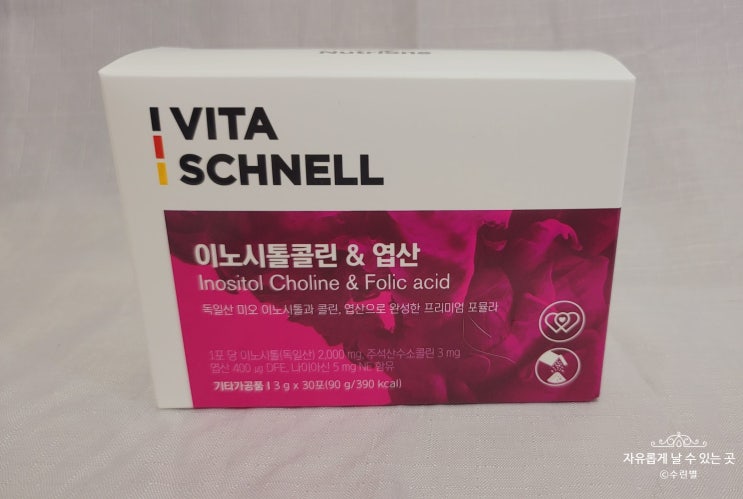 Nutrione
VITA
SCHNELL
이노시톨콜린 & 엽산
Inositol Choline & Folic acid
독일산 미오 이노시톨과 콜린, 엽산으로 완성한 프리미엄 포뮬라
1포 당 이노시톨(독일산) 2,000 mg, 주석산수소콜린 3 mg
엽산 400 μg DFE, 나이아신 5 mg NE 함유
기타가공품 I 3 g x 30포(90 g/390 kcal)
자유롭게 날 수 있는 곳
©수린별